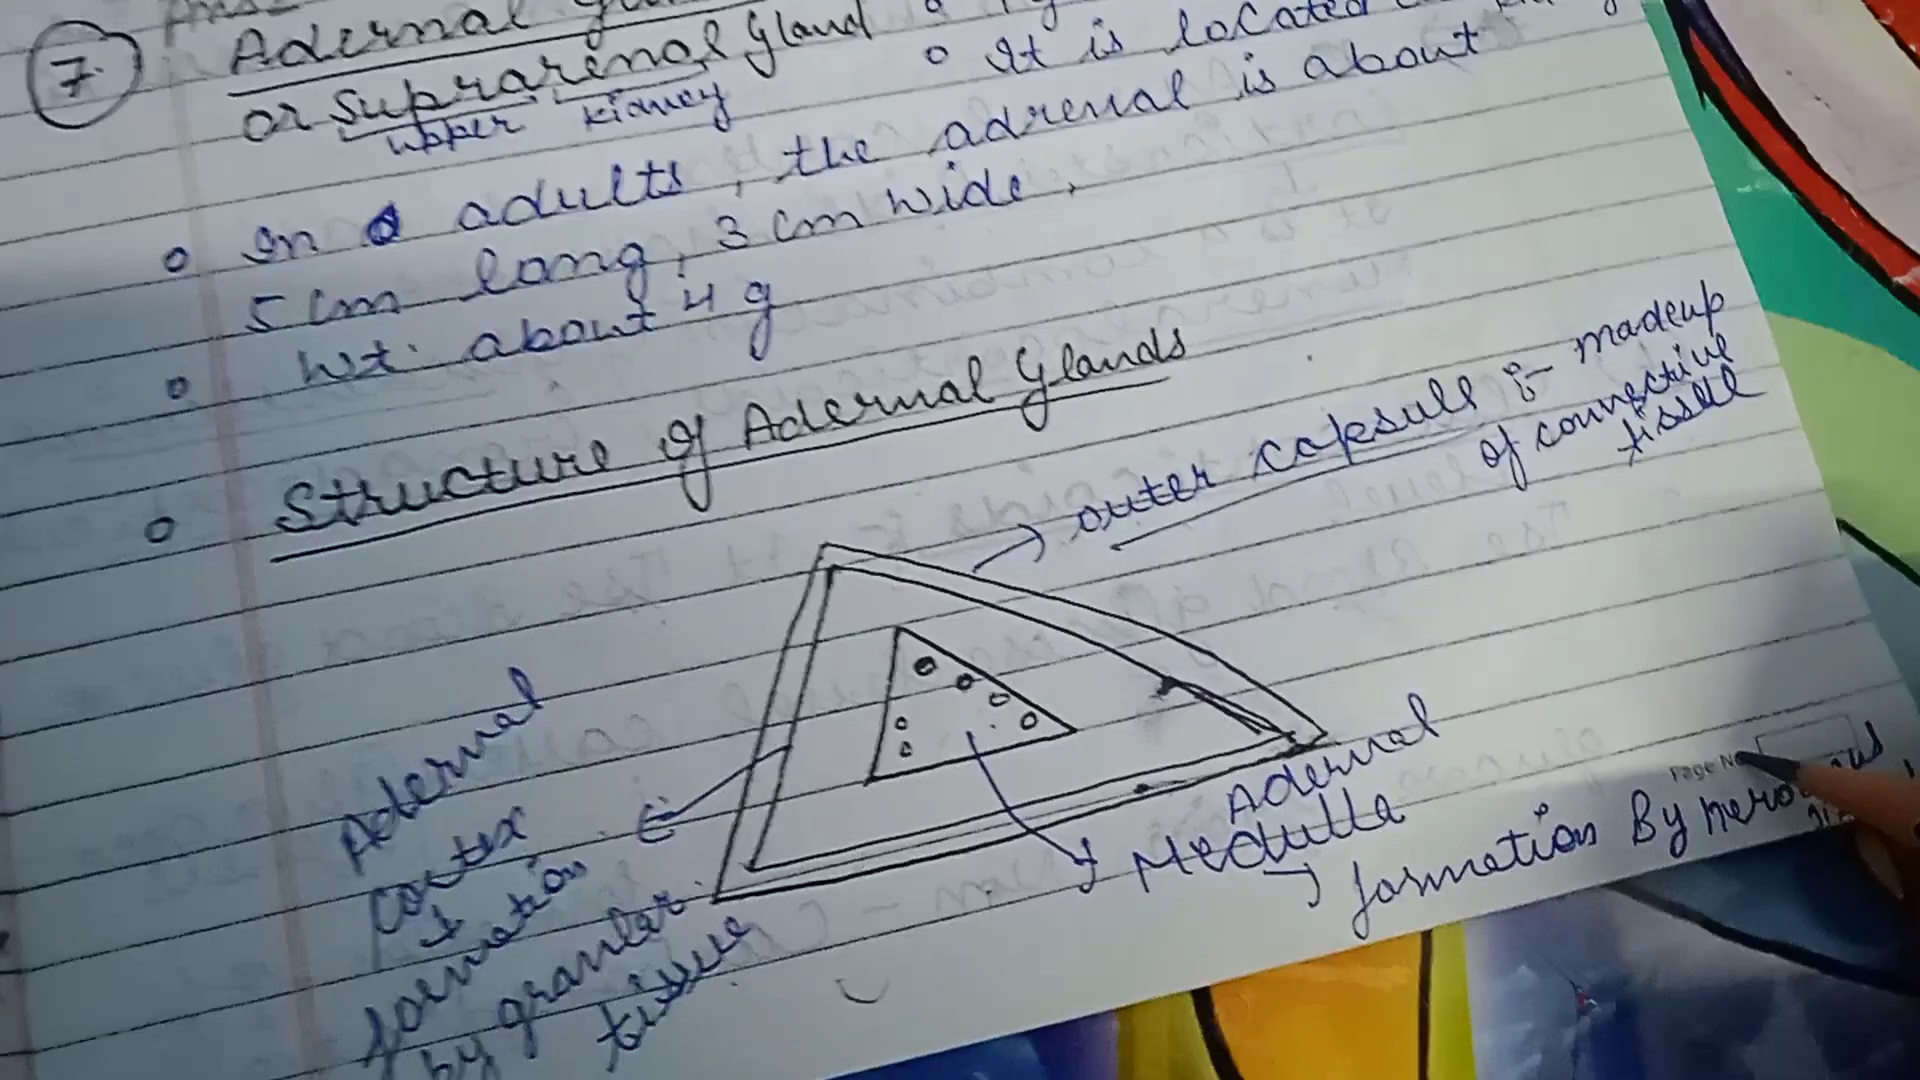 7.
Adernal
or Suprarenal Gland
upper kidney
o It is located
o In adults, the adrenal is about
5 cm long, 3 cm wide,
o wt. about 4 g
o Structure of Adernal Glands
→ outer capsule :- madeup
of connective
tissue
Adernal
cortex
↓
formation
by granular
tissue
Adernal
Medulla
→ formation By
Page No